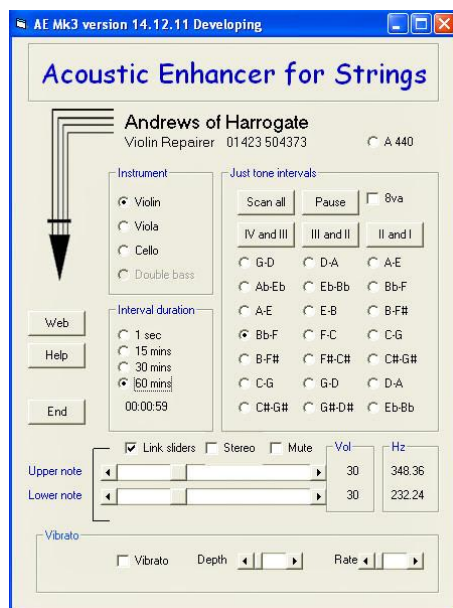 AE Mk3 version 14.12.11 Developing
Acoustic Enhancer for Strings
Andrews of Harrogate
Violin Repairer 01423 504373
A 440
Instrument
Violin
Viola
Cello
Double bass
Just tone intervals
Scan all Pause 8va
IV and III III and II II and I
G-D D-A A-E
Ab-Eb Eb-Bb Bb-F
A-E E-B B-F#
Bb-F F-C C-G
B-F# F#-C# C#-G#
C-G G-D D-A
C#-G# G#-D# Eb-Bb
Interval duration
1 sec
15 mins
30 mins
60 mins
00:00:59
Web
Help
End
Link sliders Stereo Mute Vol Hz
Upper note 30 348.36
Lower note 30 232.24
Vibrato
Vibrato Depth Rate